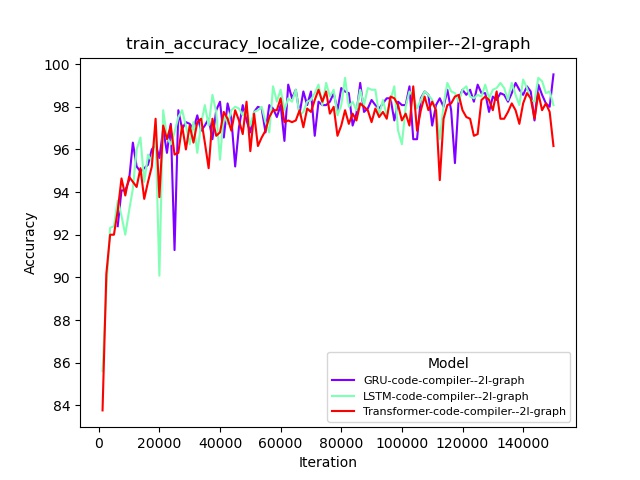 train_accuracy_localize, code-compiler--2l-graph
100
98
96
94
92
90
88
86
84
Accuracy
0
20000
40000
60000
80000
100000
120000
140000
Iteration
Model
GRU-code-compiler--2l-graph
LSTM-code-compiler--2l-graph
Transformer-code-compiler--2l-graph